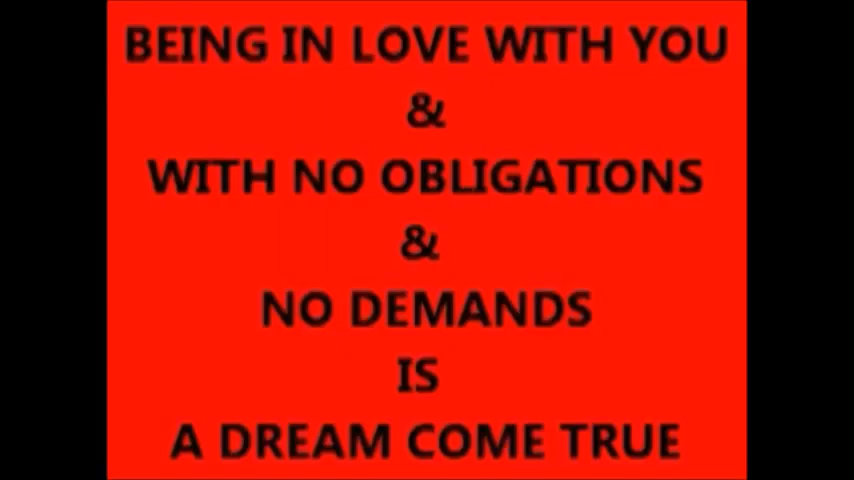 BEING IN LOVE WITH YOU
&
WITH NO OBLIGATIONS
&
NO DEMANDS
IS
A DREAM COME TRUE